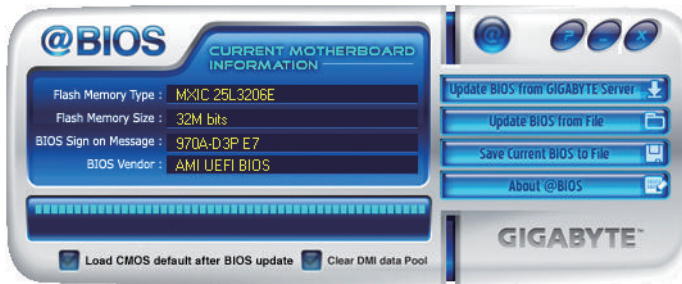 @BIOS
CURRENT MOTHERBOARD
INFORMATION
Flash Memory Type : MXIC 25L3206E
Flash Memory Size : 32M bits
BIOS Sign on Message : 970A-D3P E7
BIOS Vendor : AMI UEFI BIOS
Load CMOS default after BIOS update
Clear DMI data Pool
@
? - X
Update BIOS from GIGABYTE Server
Update BIOS from File
Save Current BIOS to File
About @BIOS
GIGABYTE™